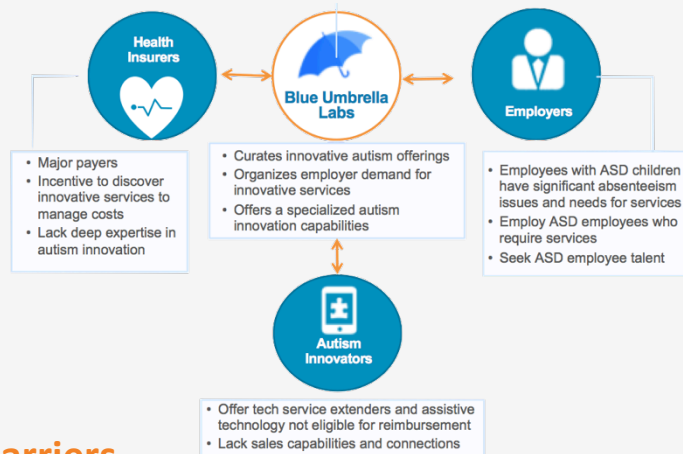 Health
Insurers
Blue Umbrella
Labs
Employers
• Major payers
• Incentive to discover
innovative services to
manage costs
• Lack deep expertise in
autism innovation
• Curates innovative autism offerings
• Organizes employer demand for
innovative services
• Offers a specialized autism
innovation capabilities
• Employees with ASD children
have significant absenteeism
issues and needs for services
• Employ ASD employees who
require services
• Seek ASD employee talent
Autism
Innovators
• Offer tech service extenders and assistive
technology not eligible for reimbursement
• Lack sales capabilities and connections